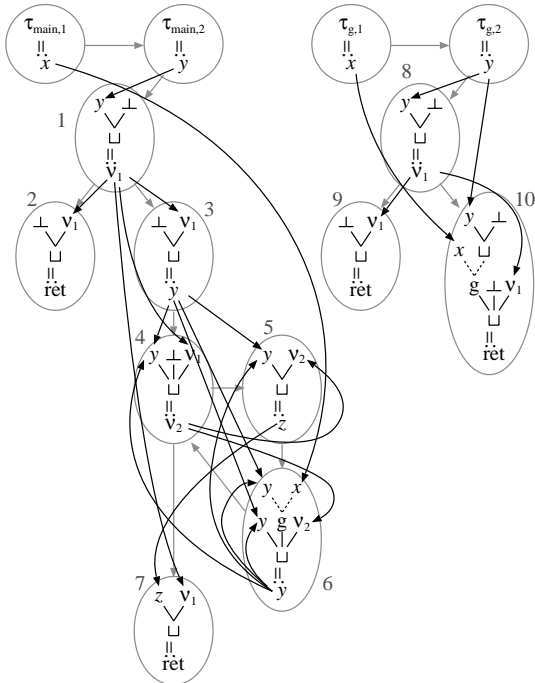 τmain,1 τmain,2 τg,1 τg,2
=.. =.. =.. =..
x y x y
1 y ⊥ 8 y ⊥
⊔ ⊔
=.. =..
ν1 ν1
2 3 9 10
⊥ ν1 ⊥ ν1 ⊥ ν1 y ⊥
⊔ ⊔ ⊔ x ⊔
=.. =.. =.. g ⊥ ν1
ret y ret ⊔
4 5 =..
y ⊥ ν1 y ν2 ret
⊔ ⊔
=.. =..
ν2 z
y x
y g ν2
⊔
=..
7 y 6
z ν1
⊔
=..
ret